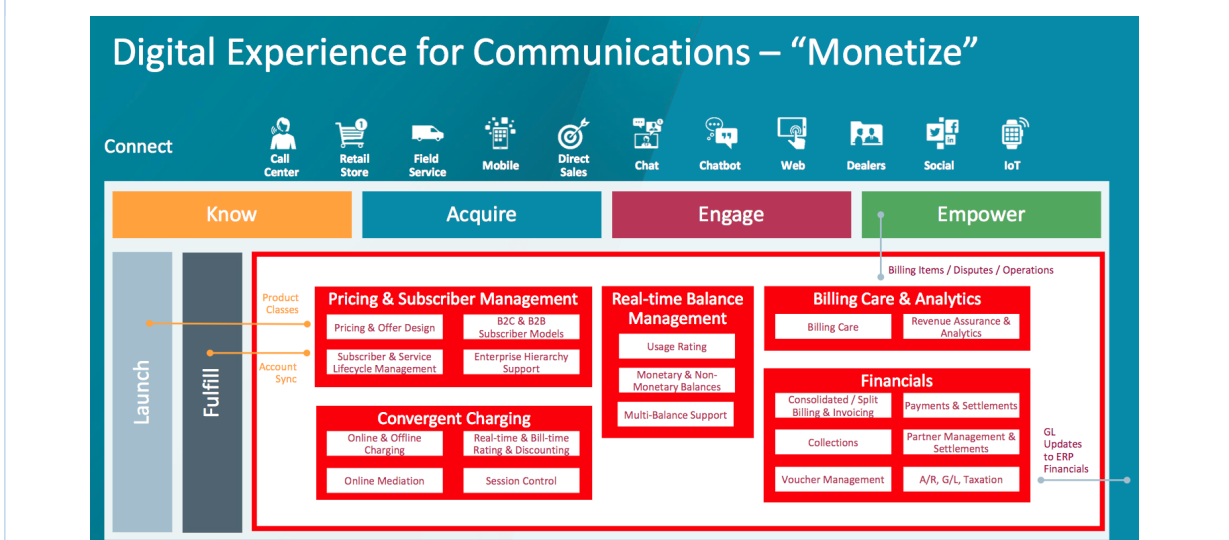 Digital Experience for Communications – “Monetize”
Connect
1
Call
Center
Retail
Store
Field
Service
Mobile
Direct
Sales
Chat
Chatbot
Web
Dealers
Social
IoT
Know
Acquire
Engage
Empower
Launch
Fulfill
Product
Classes
Account
Sync
Billing Items / Disputes / Operations
Pricing & Subscriber Management
Pricing & Offer Design
B2C & B2B
Subscriber Models
Subscriber & Service
Lifecycle Management
Enterprise Hierarchy
Support
Convergent Charging
Online & Offline
Charging
Real-time & Bill-time
Rating & Discounting
Online Mediation
Session Control
Real-time Balance
Management
Usage Rating
Monetary & Non-
Monetary Balances
Multi-Balance Support
Billing Care & Analytics
Billing Care
Revenue Assurance &
Analytics
Financials
Consolidated / Split
Billing & Invoicing
Payments & Settlements
Collections
Partner Management &
Settlements
Voucher Management
A/R, G/L, Taxation
GL
Updates
to ERP
Financials